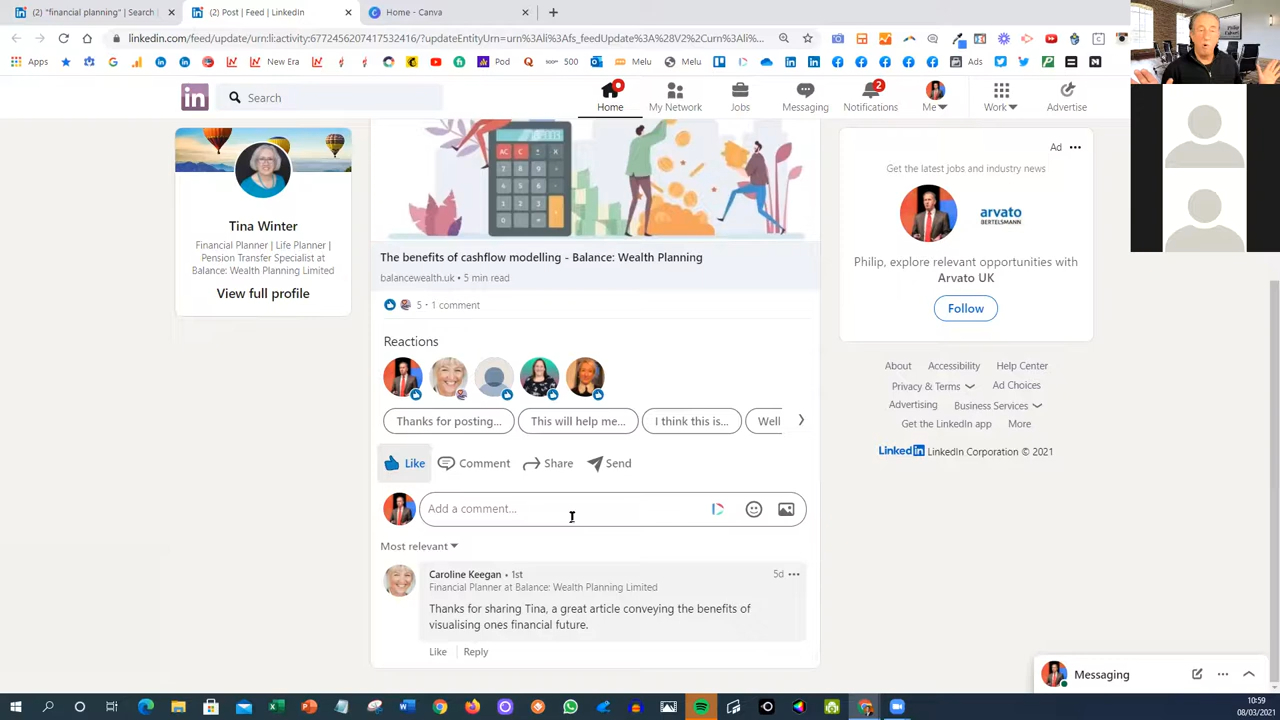 (2) "financial planning" | Search
(2) Post | Feed | LinkedIn
Home - Canva
linkedin.com/feed/update/urn:li:activity:6772456207417532416/?updateEntityUrn=urn%3Ali%3Afs_feedUpdate%3A%28V2%2Curn%3Ali%
Apps
New En
Pod
500
Melu
Melu
Ads
Search
Home
My Network
Jobs
Messaging
2
Notifications
Me
Work
Advertise
Tina Winter
Financial Planner | Life Planner |
Pension Transfer Specialist at
Balance: Wealth Planning Limited
View full profile
AC C
The benefits of cashflow modelling - Balance: Wealth Planning
balancewealth.uk • 5 min read
5 • 1 comment
Reactions
Thanks for posting...
This will help me...
I think this is...
Well
Like
Comment
Share
Send
Add a comment...
Most relevant
Caroline Keegan • 1st
5d
Financial Planner at Balance: Wealth Planning Limited
Thanks for sharing Tina, a great article conveying the benefits of
visualising ones financial future.
Like
Reply
Ad
Get the latest jobs and industry news
arvato
BERTELSMANN
Philip, explore relevant opportunities with
Arvato UK
Follow
About
Accessibility
Help Center
Privacy & Terms
Ad Choices
Advertising
Business Services
Get the LinkedIn app
More
LinkedIn LinkedIn Corporation © 2021
Messaging
10:59
08/03/2021